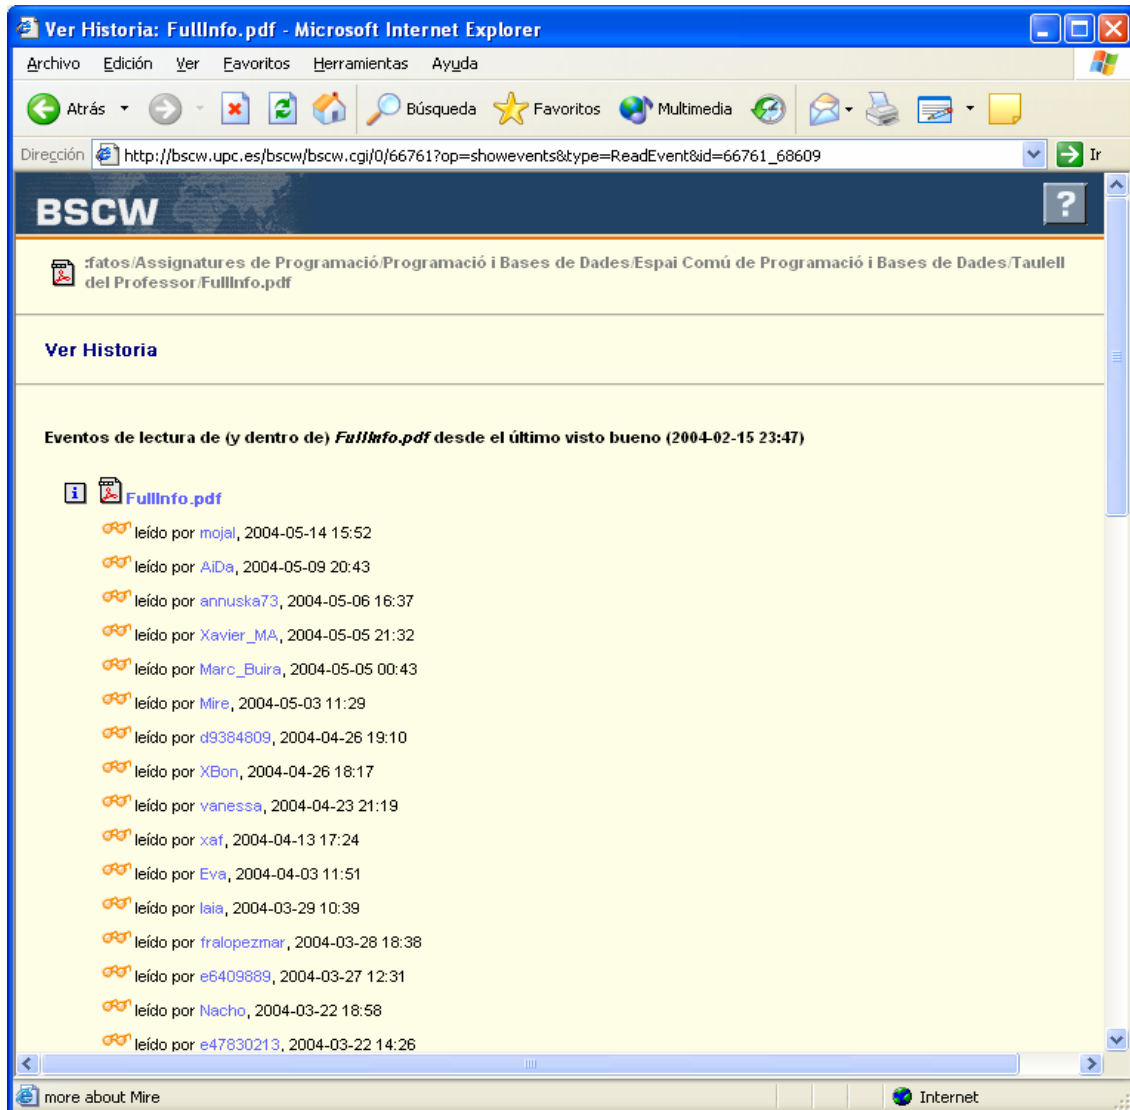 Ver Historia: FullInfo.pdf - Microsoft Internet Explorer
Archivo Edición Ver Favoritos Herramientas Ayuda
Atrás Búsqueda Favoritos Multimedia
Dirección http://bscw.upc.es/bscw/bscw.cgi/0/66761?op=showevents&type=ReadEvent&id=66761_68609 Ir
BSCW ?
:fatos/Assignatures de Programació/Programació i Bases de Dades/Espai Comú de Programació i Bases de Dades/Taulell
del Professor/FullInfo.pdf
Ver Historia
Eventos de lectura de (y dentro de) FullInfo.pdf desde el último visto bueno (2004-02-15 23:47)
i FullInfo.pdf
leído por mojal, 2004-05-14 15:52
leído por AiDa, 2004-05-09 20:43
leído por annuska73, 2004-05-06 16:37
leído por Xavier_MA, 2004-05-05 21:32
leído por Marc_Buira, 2004-05-05 00:43
leído por Mire, 2004-05-03 11:29
leído por d9384809, 2004-04-26 19:10
leído por XBon, 2004-04-26 18:17
leído por vanessa, 2004-04-23 21:19
leído por xaf, 2004-04-13 17:24
leído por Eva, 2004-04-03 11:51
leído por laia, 2004-03-29 10:39
leído por fralopezmar, 2004-03-28 18:38
leído por e6409889, 2004-03-27 12:31
leído por Nacho, 2004-03-22 18:58
leído por e47830213, 2004-03-22 14:26
more about Mire Internet